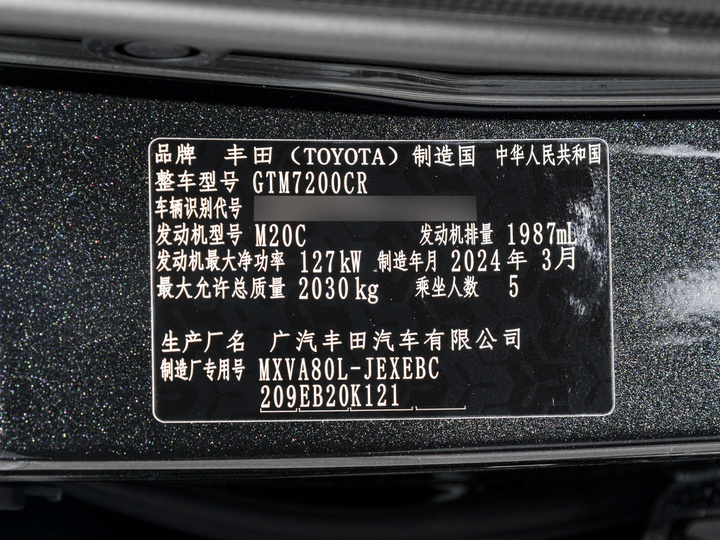 品牌 丰田（TOYOTA）制造国 中华人民共和国
整车型号 GTM7200CR
车辆识别代号
发动机型号 M20C 发动机排量 1987mL
发动机最大净功率 127kW 制造年月 2024年 3月
最大允许总质量 2030kg 乘坐人数 5
生产厂名 广汽丰田汽车有限公司
制造厂专用号 MXVA80L-JEXEBC
209EB20K121